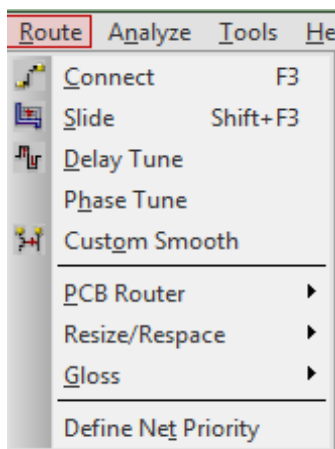 Route Analyze Tools He
Connect F3
Slide Shift+F3
Delay Tune
Phase Tune
Custom Smooth
PCB Router
Resize/Respace
Gloss
Define Net Priority